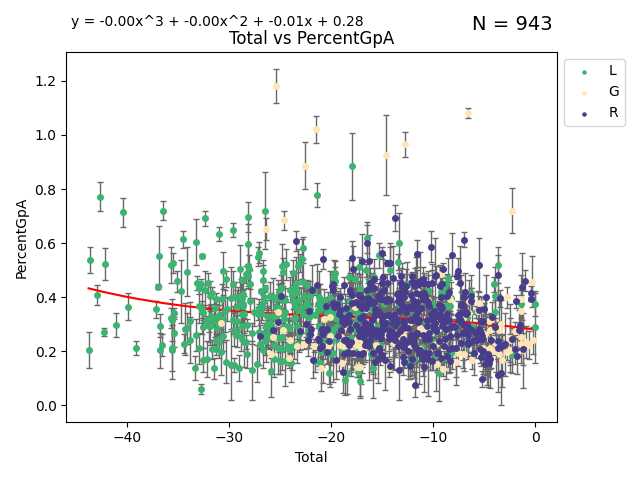 y = -0.00x^3 + -0.00x^2 + -0.01x + 0.28
N = 943
Total vs PercentGpA
L
G
R
PercentGpA
1.2
1.0
0.8
0.6
0.4
0.2
0.0
−40
−30
−20
−10
0
Total